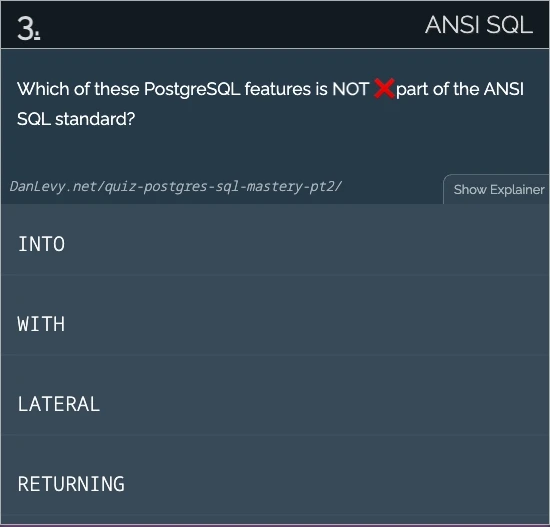 3.
ANSI SQL
Which of these PostgreSQL features is NOT ❌part of the ANSI
SQL standard?
DanLevy.net/quiz-postgres-sql-mastery-pt2/
Show Explainer
INTO
WITH
LATERAL
RETURNING